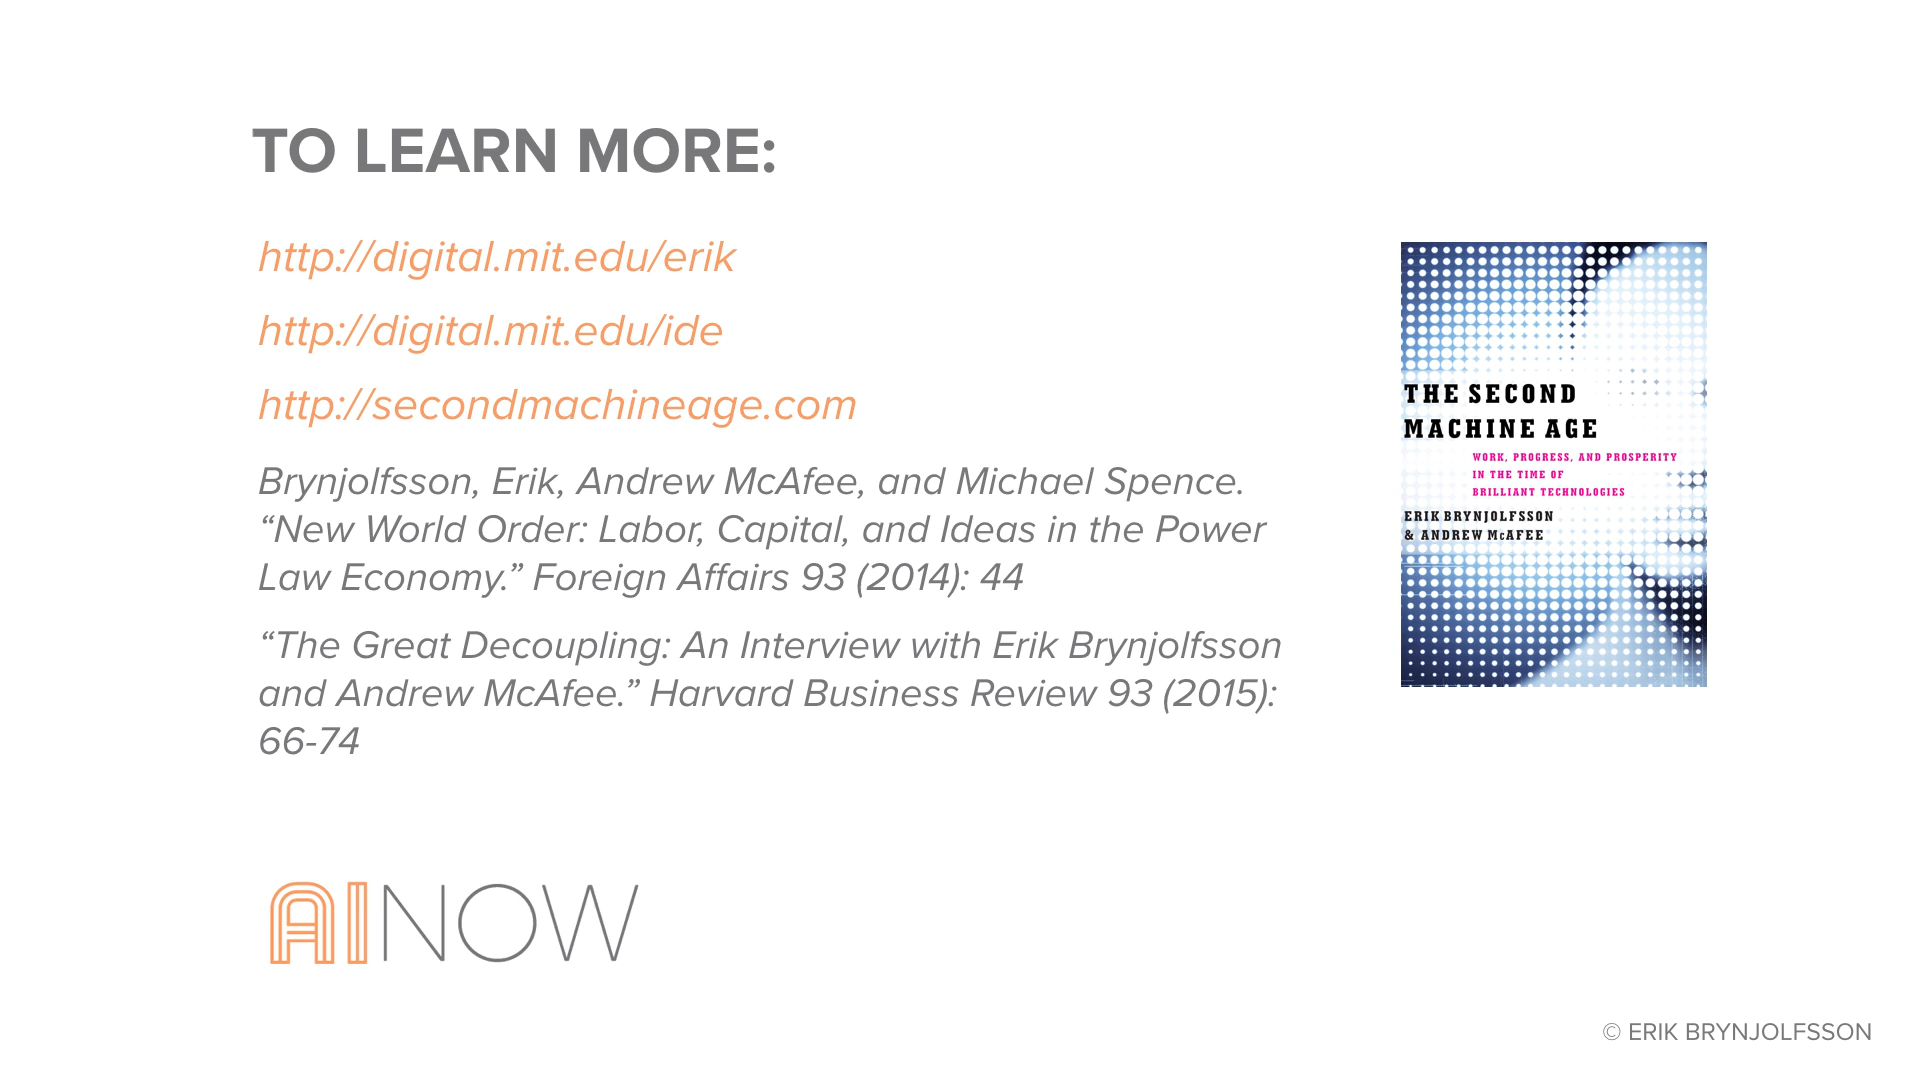 TO LEARN MORE:
http://digital.mit.edu/erik
http://digital.mit.edu/ide
http://secondmachineage.com
Brynjolfsson, Erik, Andrew McAfee, and Michael Spence.
“New World Order: Labor, Capital, and Ideas in the Power
Law Economy.” Foreign Affairs 93 (2014): 44
“The Great Decoupling: An Interview with Erik Brynjolfsson
and Andrew McAfee.” Harvard Business Review 93 (2015):
66-74
THE SECOND
MACHINE AGE
WORK, PROGRESS, AND PROSPERITY
IN THE TIME OF
BRILLIANT TECHNOLOGIES
ERIK BRYNJOLFSSON
& ANDREW McAFEE
AINOW
© ERIK BRYNJOLFSSON